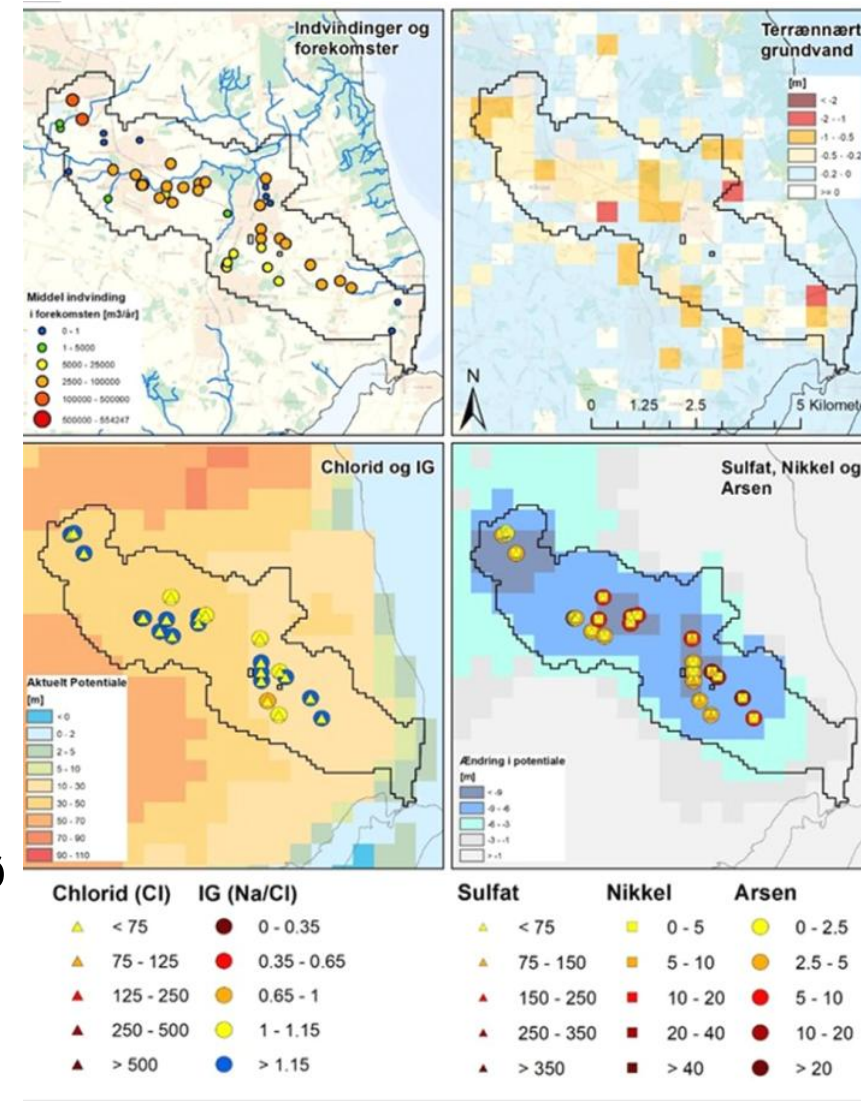 Indvindinger og
forekomster
Middel indvinding
i forekomsten [m3/år]
0 - 1
1 - 5000
5000 - 25000
2500 - 100000
100000 - 500000
500000 - 554247
Terrænnært
grundvand
[m]
< -2
-2 - -1
-1 - -0.5
-0.5 - -0.2
-0.2 - 0
>= 0
N
0 1.25 2.5 5 Kilomete
Chlorid og IG
Aktuelt Potentiale
[m]
< 0
0 - 2
2 - 5
5 - 10
10 - 30
30 - 50
50 - 70
70 - 90
90 - 110
Sulfat, Nikkel og
Arsen
Ændring i potentiale
[m]
< -9
-9 - -6
-6 - -3
-3 - -1
> -1
Chlorid (Cl) IG (Na/Cl)
< 75 0 - 0.35
75 - 125 0.35 - 0.65
125 - 250 0.65 - 1
250 - 500 1 - 1.15
> 500 > 1.15
Sulfat Nikkel Arsen
< 75 0 - 5 0 - 2.5
75 - 150 5 - 10 2.5 - 5
150 - 250 10 - 20 5 - 10
250 - 350 20 - 40 10 - 20
> 350 > 40 > 20